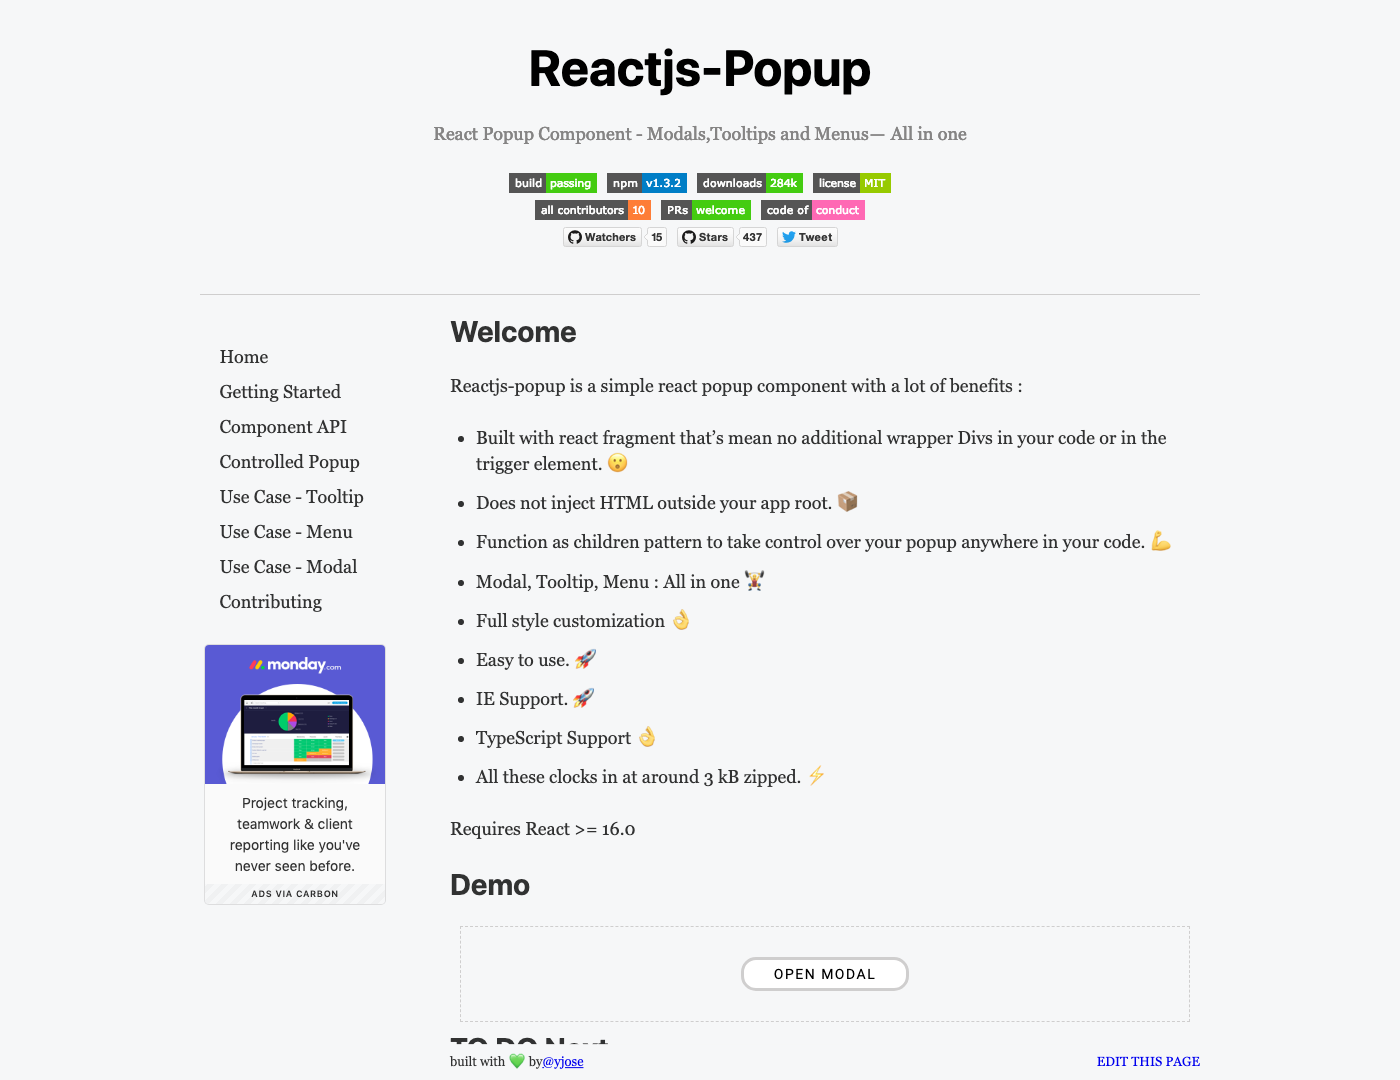 Reactjs-Popup
React Popup Component - Modals,Tooltips and Menus— All in one
build passing npm v1.3.2 downloads 284k license MIT
all contributors 10 PRs welcome code of conduct
Watchers 15 Stars 437 Tweet
Home
Getting Started
Component API
Controlled Popup
Use Case - Tooltip
Use Case - Menu
Use Case - Modal
Contributing
monday.com
Project tracking,
teamwork & client
reporting like you've
never seen before.
ADS VIA CARBON
Welcome
Reactjs-popup is a simple react popup component with a lot of benefits :
• Built with react fragment that’s mean no additional wrapper Divs in your code or in the
trigger element. 😮
• Does not inject HTML outside your app root. 📦
• Function as children pattern to take control over your popup anywhere in your code. 💪
• Modal, Tooltip, Menu : All in one 🏋️
• Full style customization 👌
• Easy to use. 🚀
• IE Support. 🚀
• TypeScript Support 👌
• All these clocks in at around 3 kB zipped. ⚡
Requires React >= 16.0
Demo
OPEN MODAL
TO DO Next
built with 💚 by@yjose
EDIT THIS PAGE